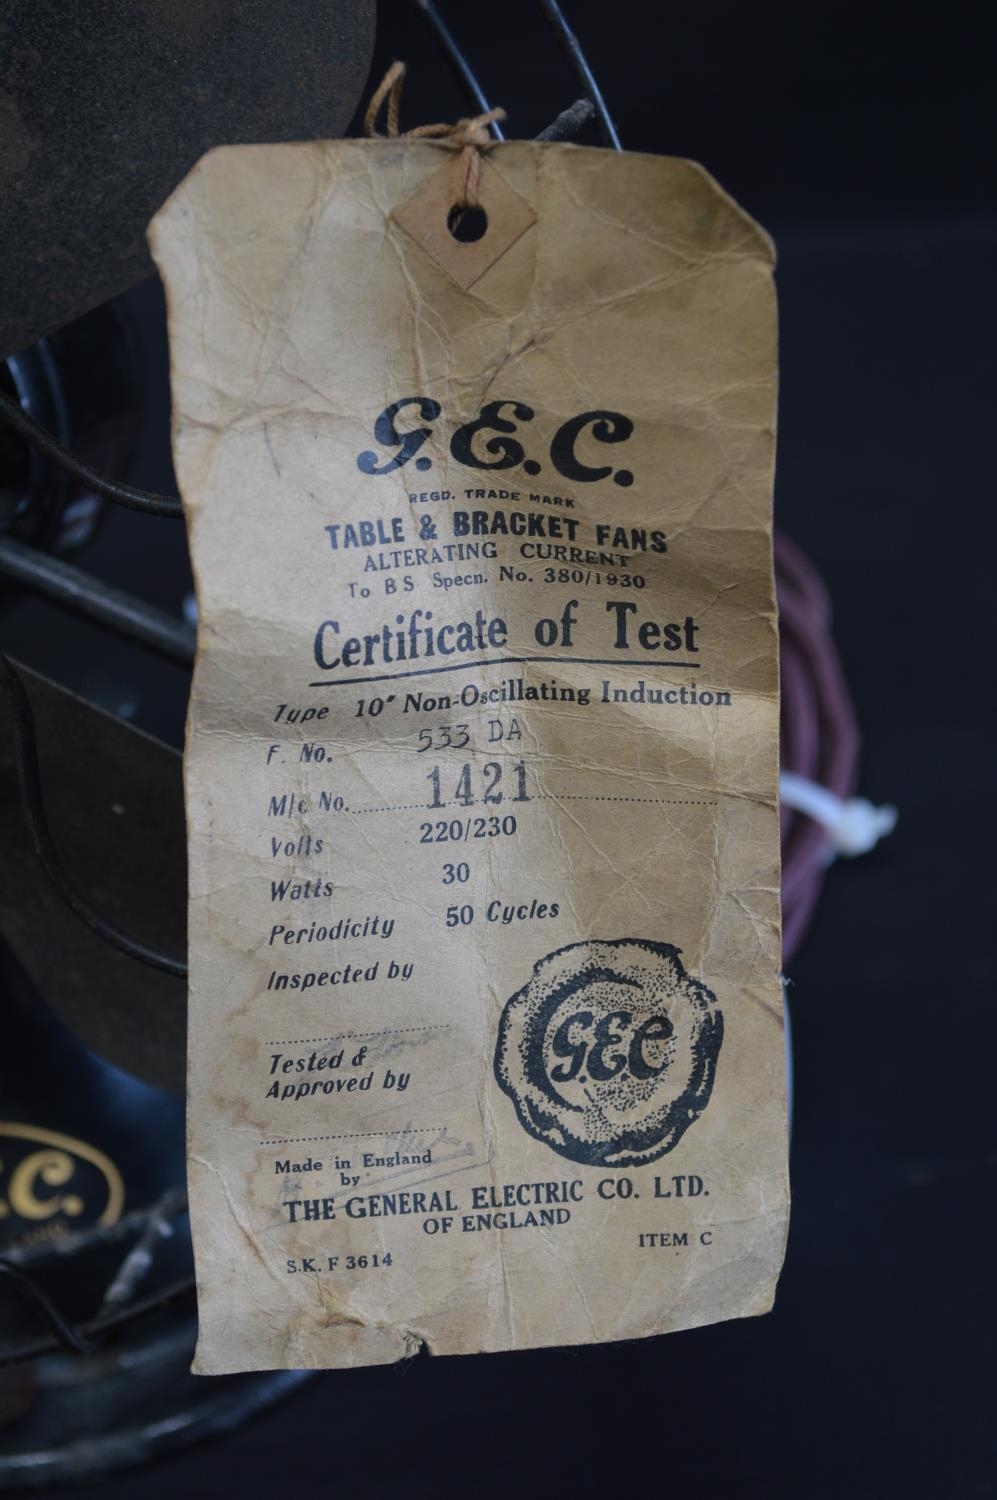 G.E.C.
REGD. TRADE MARK
TABLE & BRACKET FANS
ALTERATING CURRENT
To B S Specn. No. 380/1930
Certificate of Test
Type 10" Non-Oscillating Induction
F. No. 533 DA
M/c No. 1421
Volts 220/230
Watts 30
Periodicity 50 Cycles
Inspected by
G.E.C
Tested &
Approved by
Made in England
by
THE GENERAL ELECTRIC CO. LTD.
OF ENGLAND
ITEM C
S.K. F 3614
.C.